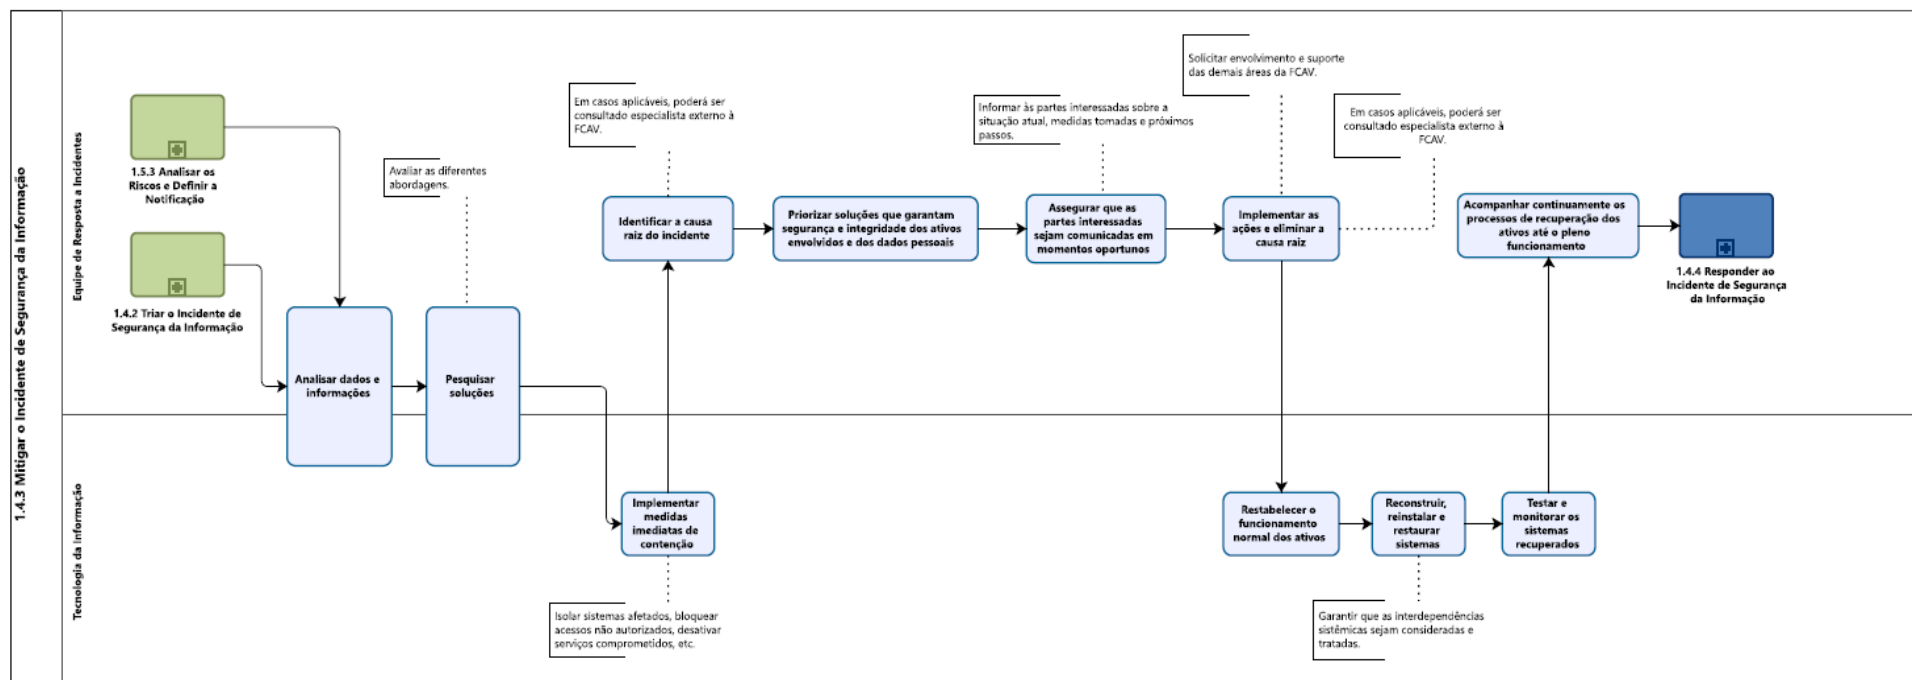 1.4.3 Mitigar o Incidente de Segurança da Informação
Equipe de Resposta a Incidentes
1.5.3 Analisar os
Riscos e Definir a
Notificação
1.4.2 Triar o Incidente de
Segurança da Informação
Analisar dados e
informações
Avaliar as diferentes
abordagens.
Pesquisar
soluções
Em casos aplicáveis, poderá ser
consultado especialista externo à
FCAV.
Identificar a causa
raiz do incidente
Priorizar soluções que garantam
segurança e integridade dos ativos
envolvidos e dos dados pessoais
Informar às partes interessadas sobre a
situação atual, medidas tomadas e próximos
passos.
Assegurar que as
partes interessadas
sejam comunicadas em
momentos oportunos
Solicitar envolvimento e suporte
das demais áreas da FCAV.
Em casos aplicáveis, poderá ser
consultado especialista externo à
FCAV.
Implementar as
ações e eliminar a
causa raiz
Acompanhar continuamente os
processos de recuperação dos
ativos até o pleno
funcionamento
1.4.4 Responder ao
Incidente de Segurança
da Informação
Tecnologia da Informação
Implementar
medidas
imediatas de
contenção
Isolar sistemas afetados, bloquear
acessos não autorizados, desativar
serviços comprometidos, etc.
Restabelecer o
funcionamento
normal dos ativos
Reconstruir,
reinstalar e
restaurar
sistemas
Garantir que as interdependências
sistêmicas sejam consideradas e
tratadas.
Testar e
monitorar os
sistemas
recuperados